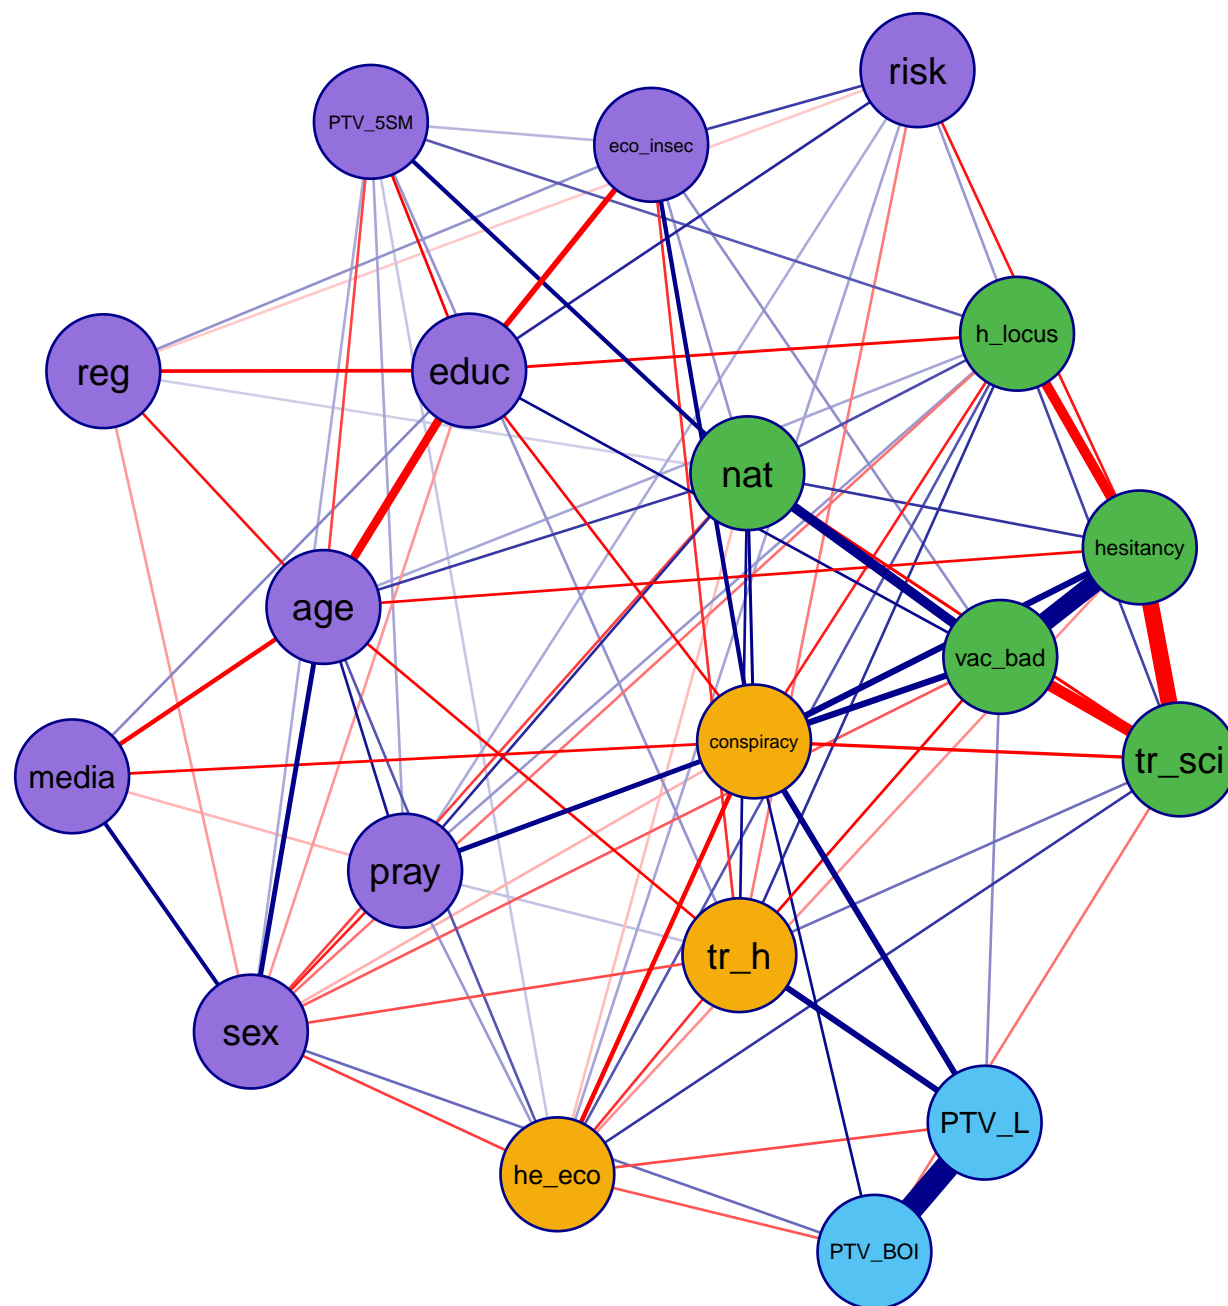 risk
PTV_5SM
eco_insec
h_locus
reg
educ
nat
hesitancy
age
vac_bad
conspiracy
tr_sci
media
pray
tr_h
sex
PTV_L
he_eco
PTV_BOI